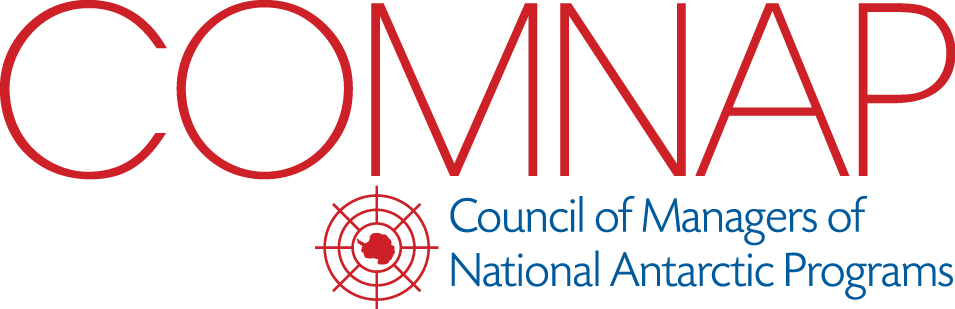 COMNAP
Council of Managers of
National Antarctic Programs